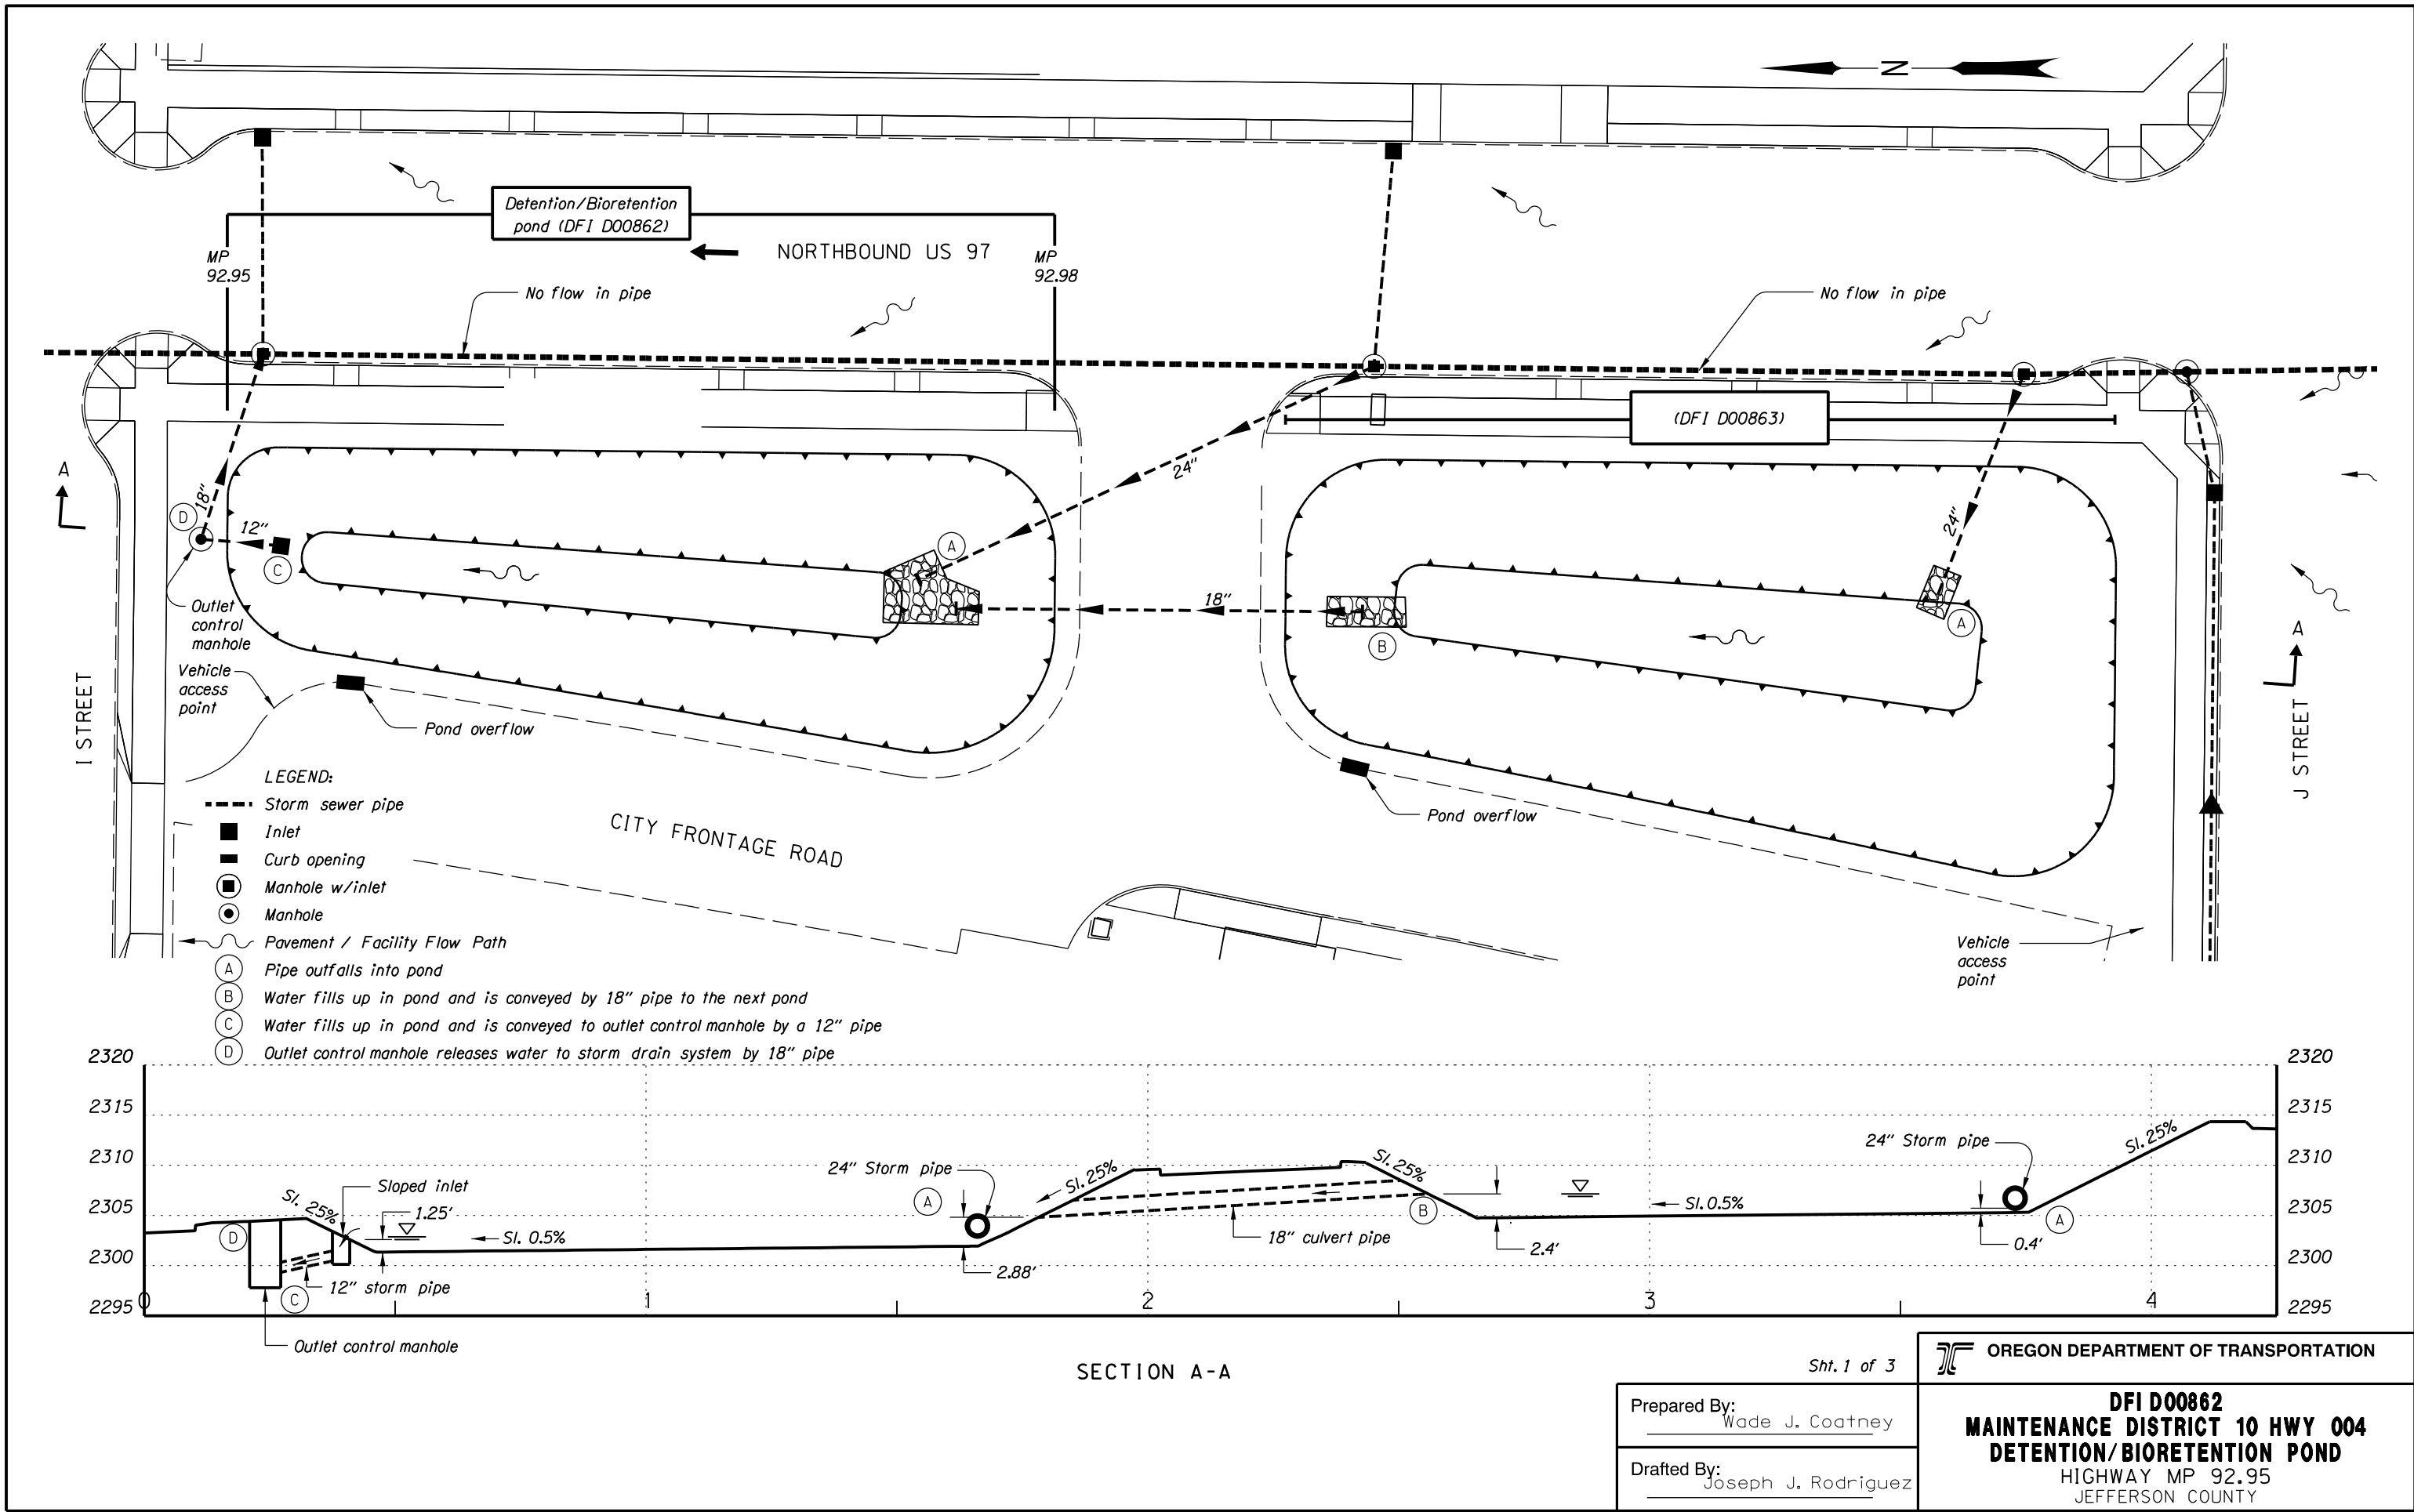 N
Detention/Bioretention
pond (DFI D00862)
NORTHBOUND US 97
MP
92.95
MP
92.98
No flow in pipe
No flow in pipe
(DFI D00863)
A
18"
D
12"
C
24"
A
18"
B
24"
A
A
Outlet
control
manhole
Vehicle
access
point
Pond overflow
Pond overflow
I STREET
J STREET
CITY FRONTAGE ROAD
Vehicle
access
point
LEGEND:
Storm sewer pipe
Inlet
Curb opening
Manhole w/inlet
Manhole
Pavement / Facility Flow Path
A Pipe outfalls into pond
B Water fills up in pond and is conveyed by 18" pipe to the next pond
C Water fills up in pond and is conveyed to outlet control manhole by a 12" pipe
D Outlet control manhole releases water to storm drain system by 18" pipe
2320
2315
2310
2305
2300
2295
2320
2315
2310
2305
2300
2295
0 1 2 3 4
Sl. 25%
Sloped inlet
1.25'
D
C
12" storm pipe
Outlet control manhole
Sl. 0.5%
24" Storm pipe
A
2.88'
Sl. 25%
18" culvert pipe
Sl. 25%
B
2.4'
Sl. 0.5%
24" Storm pipe
0.4'
A
Sl. 25%
SECTION A-A
Sht. 1 of 3
OREGON DEPARTMENT OF TRANSPORTATION
Prepared By:
Wade J. Coatney
Drafted By:
Joseph J. Rodriguez
DFI D00862
MAINTENANCE DISTRICT 10 HWY 004
DETENTION/BIORETENTION POND
HIGHWAY MP 92.95
JEFFERSON COUNTY